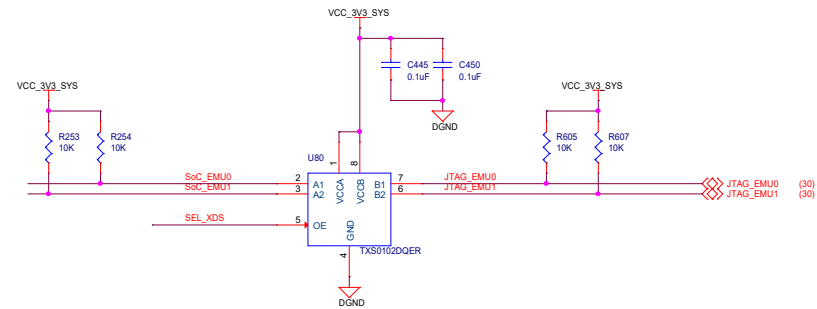 VCC_3V3_SYS
C445
0.1uF
C450
0.1uF
DGND
VCC_3V3_SYS
R253
10K
R254
10K
VCC_3V3_SYS
R605
10K
R607
10K
U80
1
8
SoC_EMU0
2
A1
VCCA
VCCB
B1
7
JTAG_EMU0
JTAG_EMU0
(30)
SoC_EMU1
3
A2
B2
6
JTAG_EMU1
JTAG_EMU1
(30)
SEL_XDS
5
OE
GND
TXS0102DQER
4
DGND